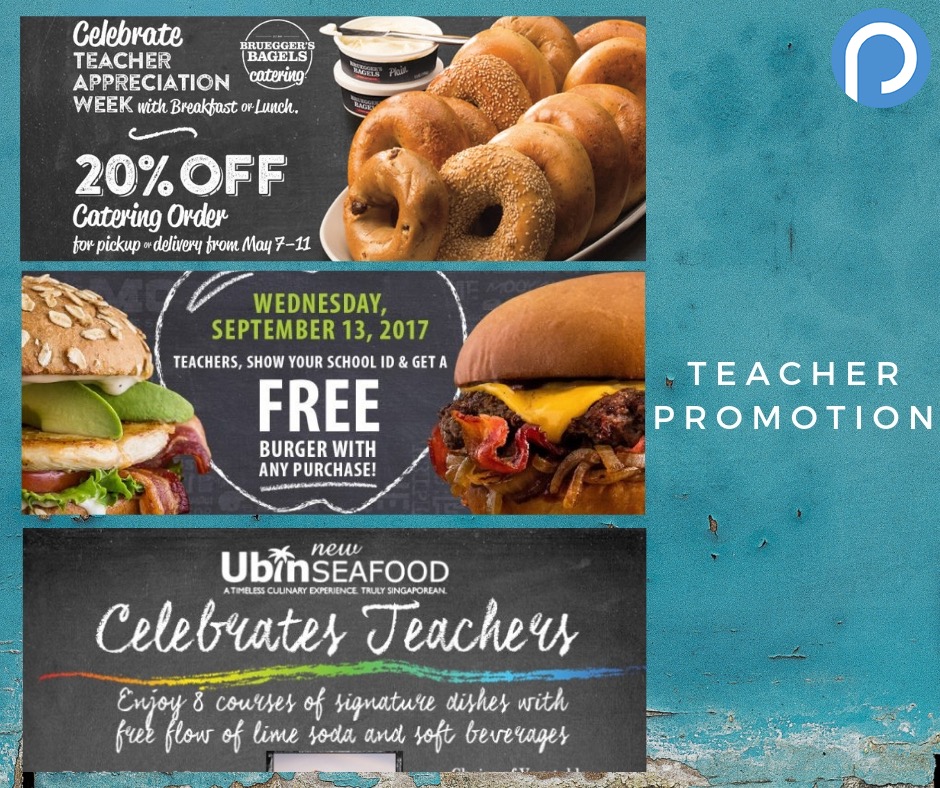 Celebrate
TEACHER
APPRECIATION
WEEK with Breakfast or Lunch.
BRUEGGER'S
BAGELS
catering
20% OFF
Catering Order
for pickup or delivery from May 7-11
BAGELS
Plain
WEDNESDAY,
SEPTEMBER 13, 2017
TEACHERS, SHOW YOUR SCHOOL ID & GET A
FREE
BURGER WITH
ANY PURCHASE!
new
Ubin SEAFOOD
A TIMELESS CULINARY EXPERIENCE. TRULY SINGAPOREAN.
Celebrates Teachers
Enjoy 8 courses of signature dishes with
free flow of lime soda and soft beverages
TEACHER
PROMOTION